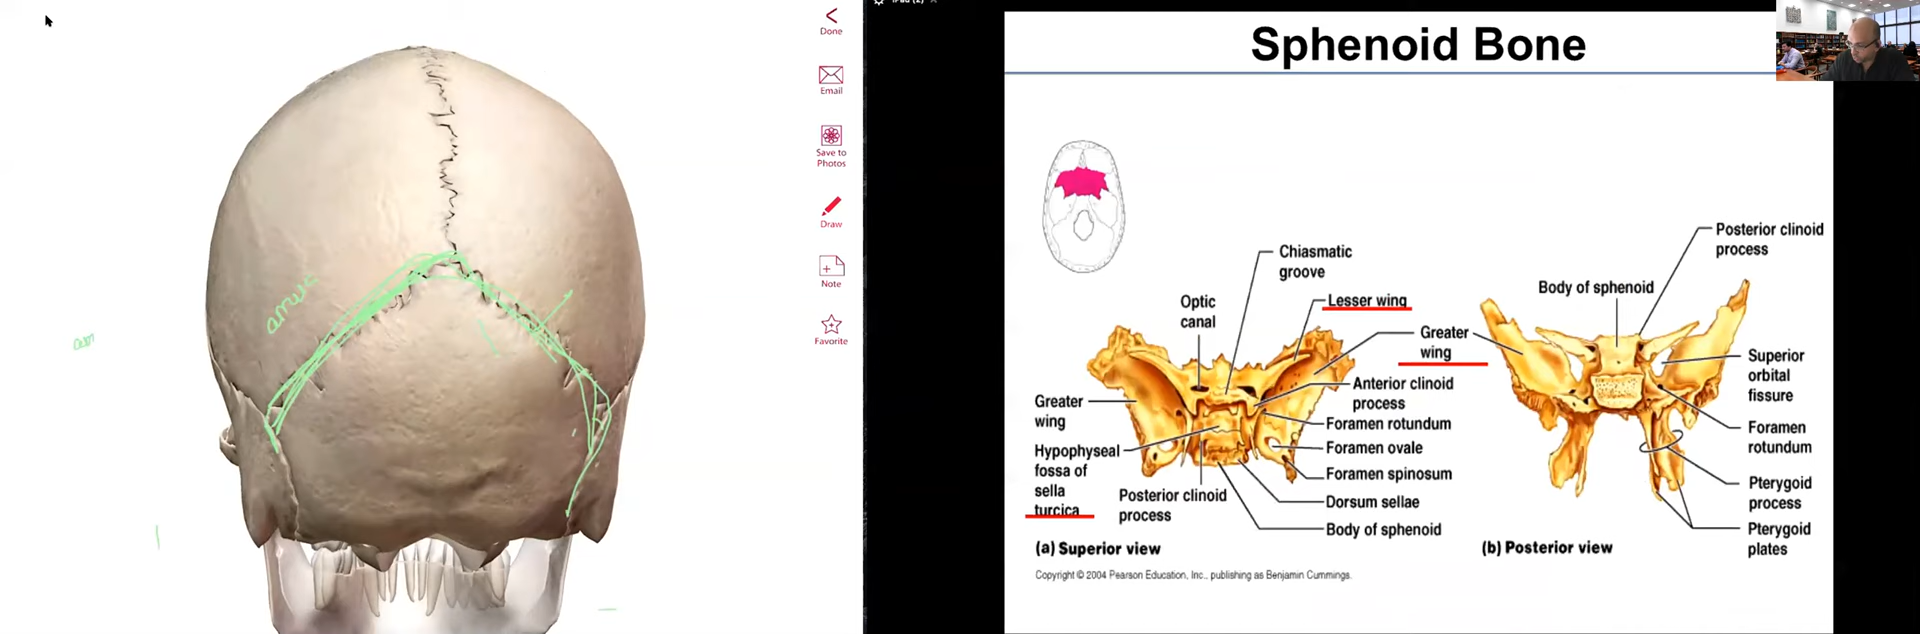 Done
Email
Save to
Photos
Draw
Note
Favorite
Sphenoid Bone
Chiasmatic
groove
Optic
canal
Lesser wing
Greater
wing
Anterior clinoid
process
Greater
wing
Foramen rotundum
Hypophyseal
fossa of
sella
turcica
Foramen ovale
Foramen spinosum
Posterior clinoid
process
Dorsum sellae
Body of sphenoid
(a) Superior view
Posterior clinoid
process
Body of sphenoid
Superior
orbital
fissure
Foramen
rotundum
Pterygoid
process
Pterygoid
plates
(b) Posterior view
Copyright © 2004 Pearson Education, Inc., publishing as Benjamin Cummings.